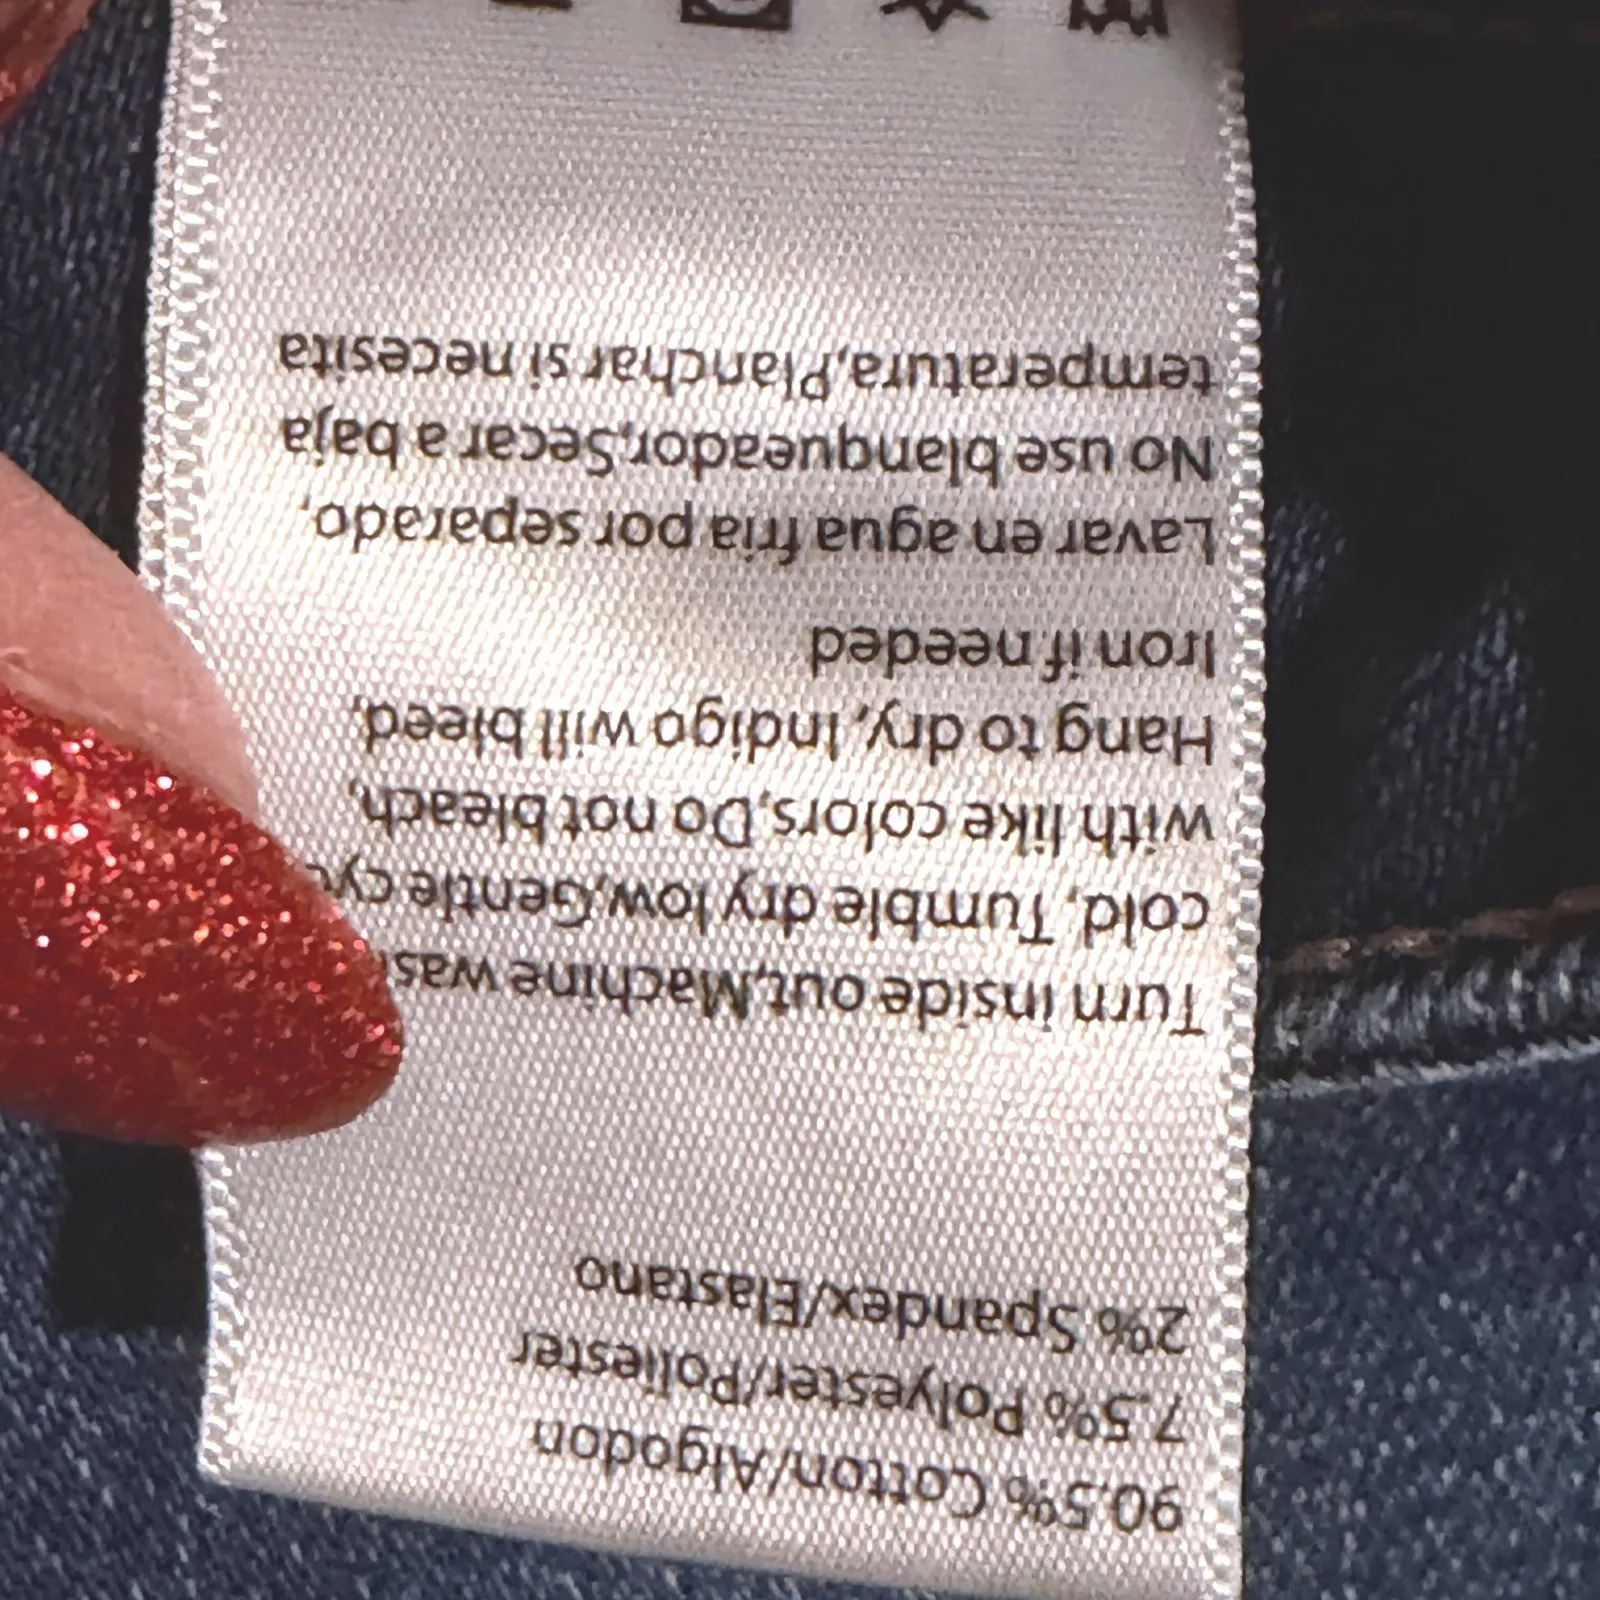 90.5% Cotton/Algodon
7.5% Polyester/Poliester
2% Spandex/Elastano
Turn inside out,Machine was
cold, Tumble dry low,Gentle cyc
with like colors,Do not bleach,
Hang to dry, Indigo will bleed,
Iron if needed
Lavar en agua fria por separado,
No use blanqueador,Secar a baja
temperatura,Planchar si necesita